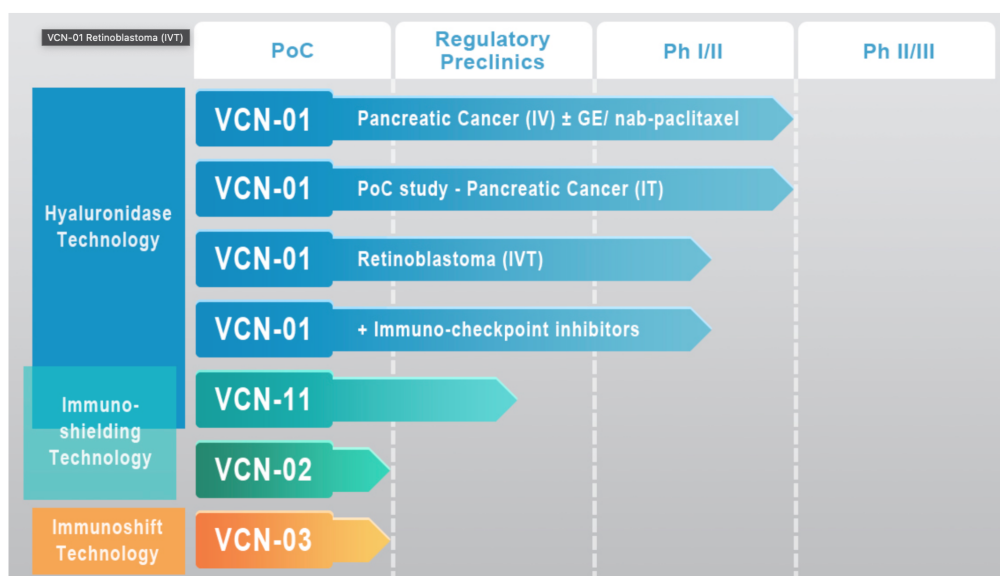 VCN-01 Retinoblastoma (IVT)
PoC
Regulatory
Preclinics
Ph I/II
Ph II/III
Hyaluronidase
Technology
VCN-01
Pancreatic Cancer (IV) ± GE/ nab-paclitaxel
VCN-01
PoC study - Pancreatic Cancer (IT)
VCN-01
Retinoblastoma (IVT)
VCN-01
+ Immuno-checkpoint inhibitors
Immuno-
shielding
Technology
VCN-11
VCN-02
Immunoshift
Technology
VCN-03